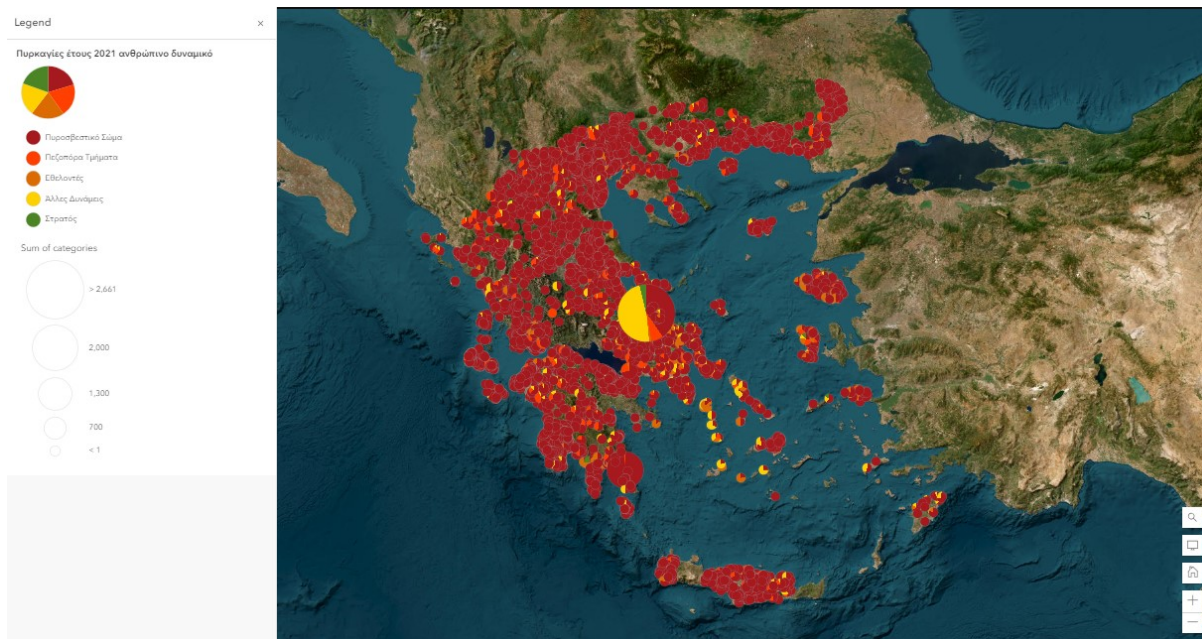 Legend
Πυρκαγίες έτους 2021 ανθρώπινο δυναμικό
Πυροσβεστικό Σώμα
Πεζοπόρα Τμήματα
Εθελοντές
Άλλες Δυνάμεις
Στρατός
Sum of categories
> 2,661
2,000
1,300
700
< 1